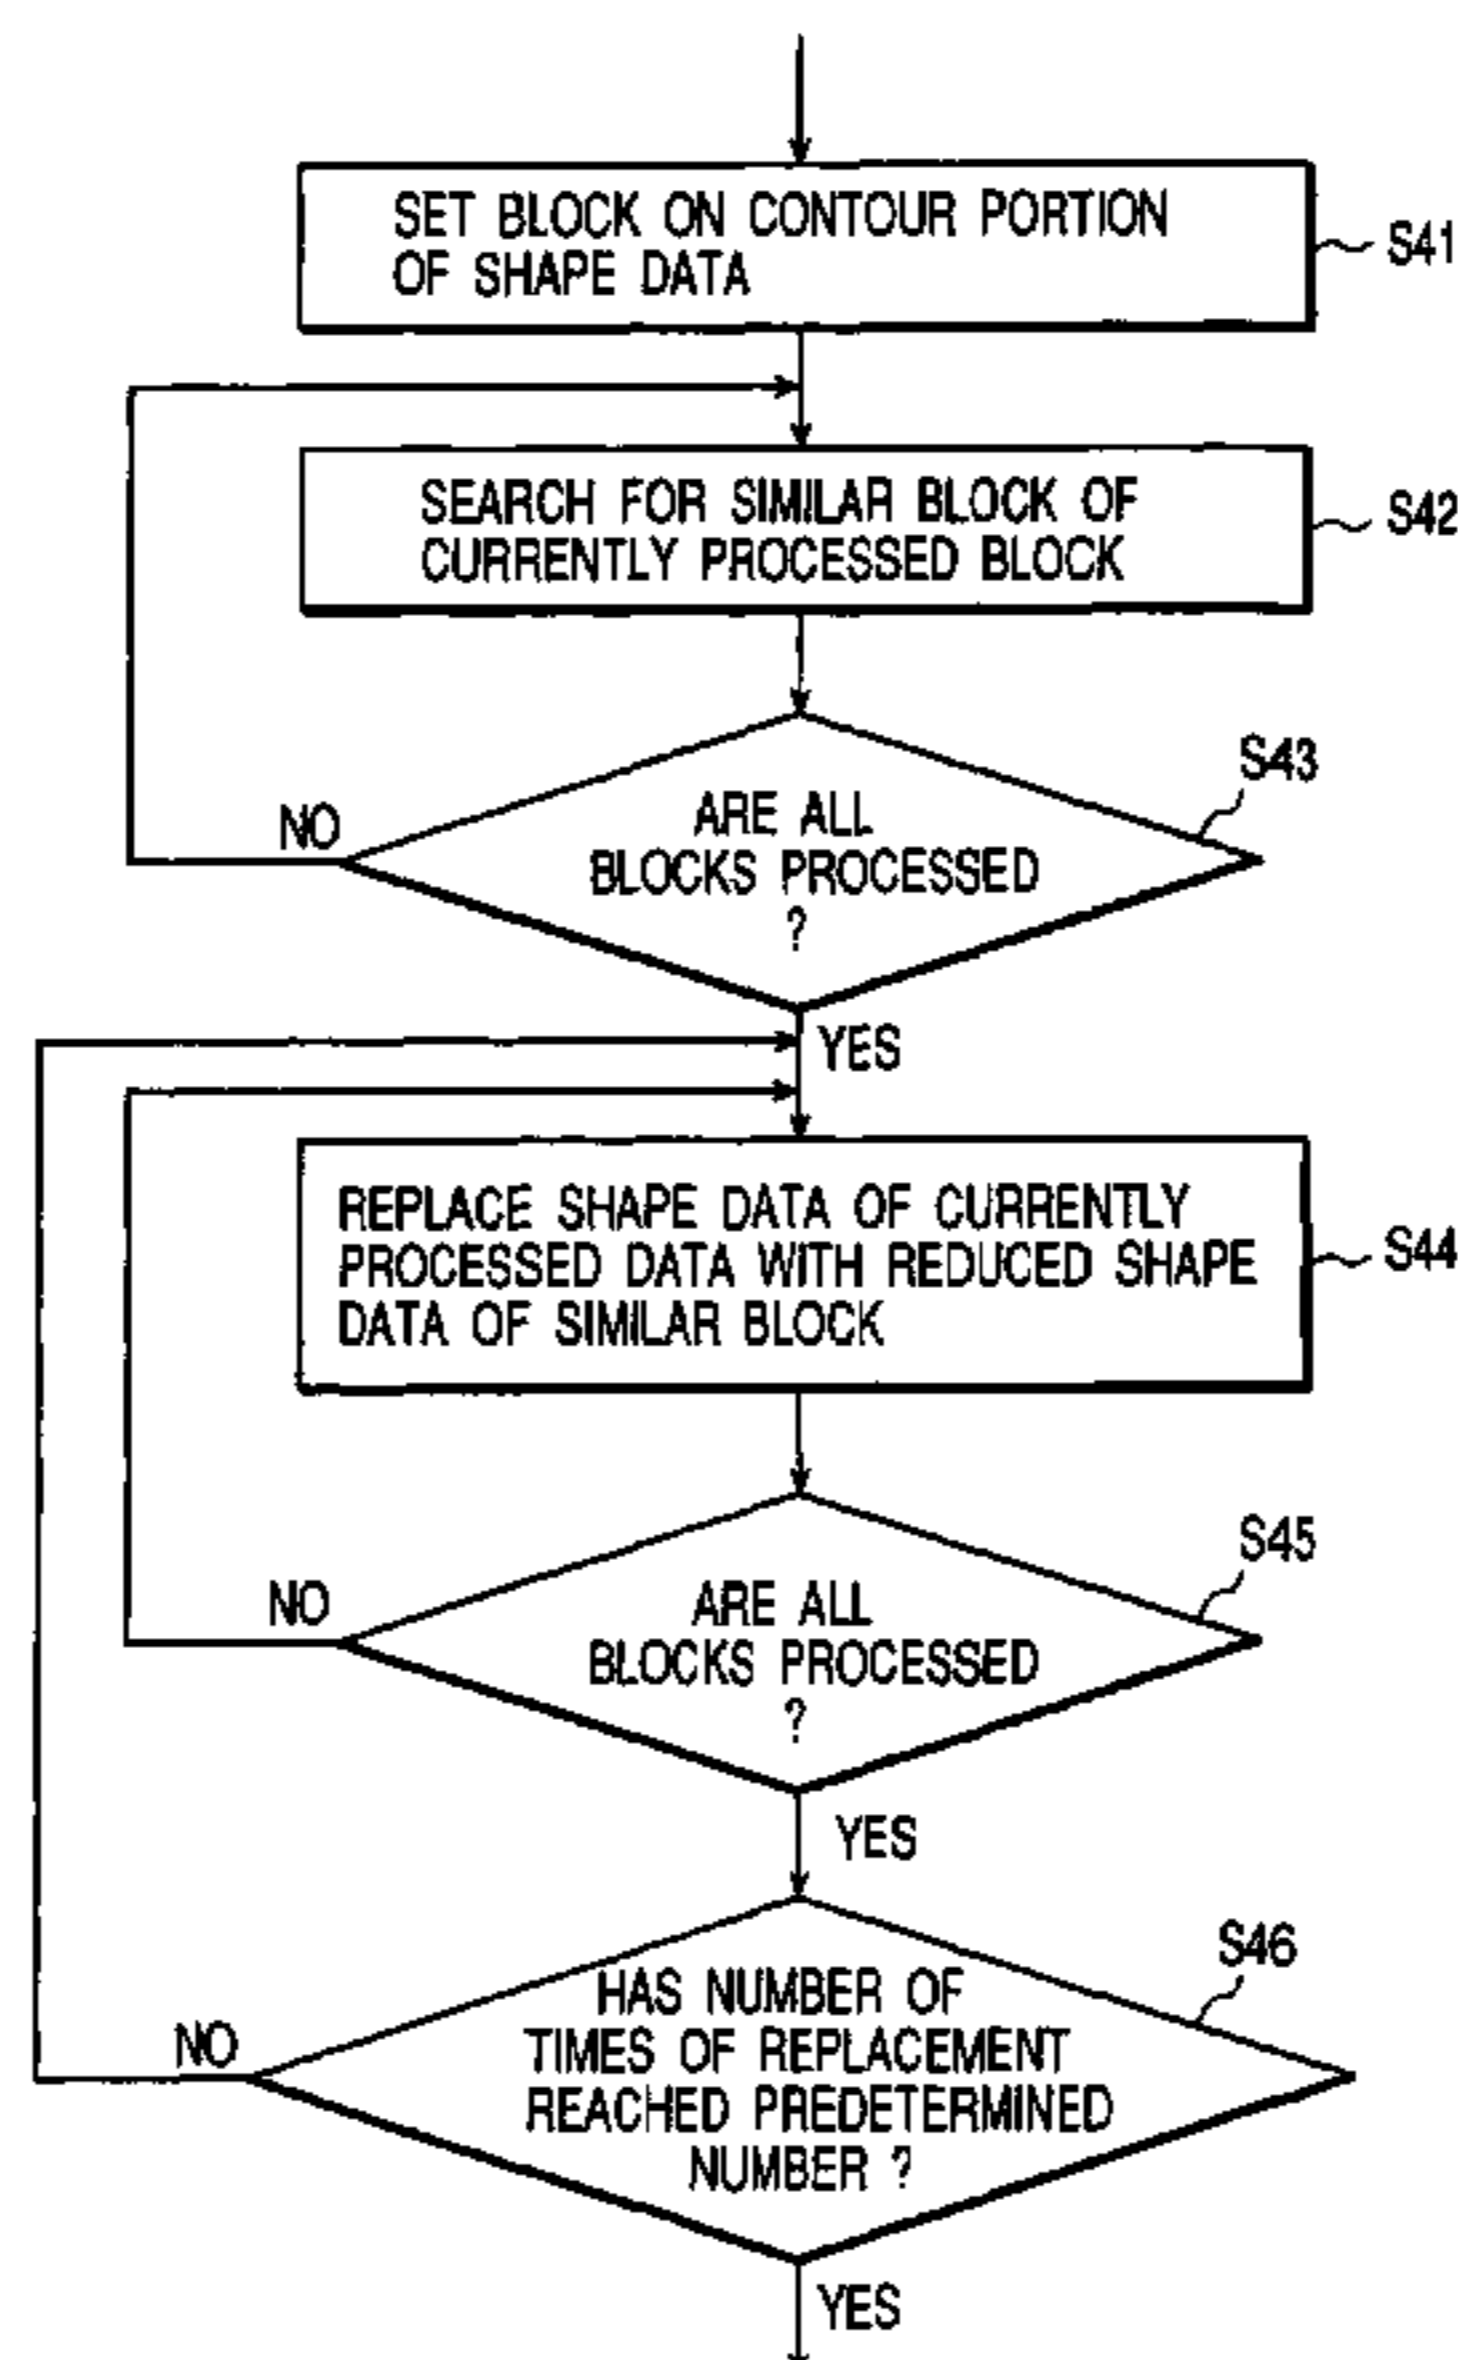 SET BLOCK ON CONTOUR PORTION
OF SHAPE DATA
S41
SEARCH FOR SIMILAR BLOCK OF
CURRENTLY PROCESSED BLOCK
S42
S43
ARE ALL
BLOCKS PROCESSED
?
NO
YES
REPLACE SHAPE DATA OF CURRENTLY
PROCESSED DATA WITH REDUCED SHAPE
DATA OF SIMILAR BLOCK
S44
S45
ARE ALL
BLOCKS PROCESSED
?
NO
YES
S46
HAS NUMBER OF
TIMES OF REPLACEMENT
REACHED PREDETERMINED
NUMBER ?
NO
YES